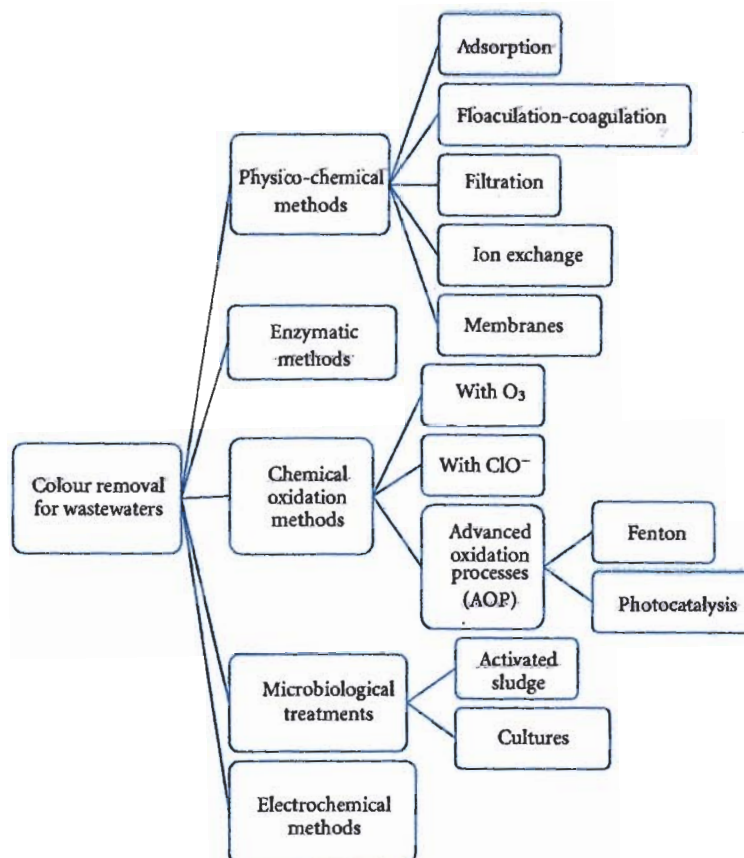 Adsorption
Floaculation-coagulation
Physico-chemical
methods
Filtration
Ion exchange
Membranes
Enzymatic
methods
With O₃
Colour removal
for wastewaters
Chemical
oxidation
methods
With ClO⁻
Advanced
oxidation
processes
(AOP)
Fenton
Photocatalysis
Microbiological
treatments
Activated
sludge
Cultures
Electrochemical
methods